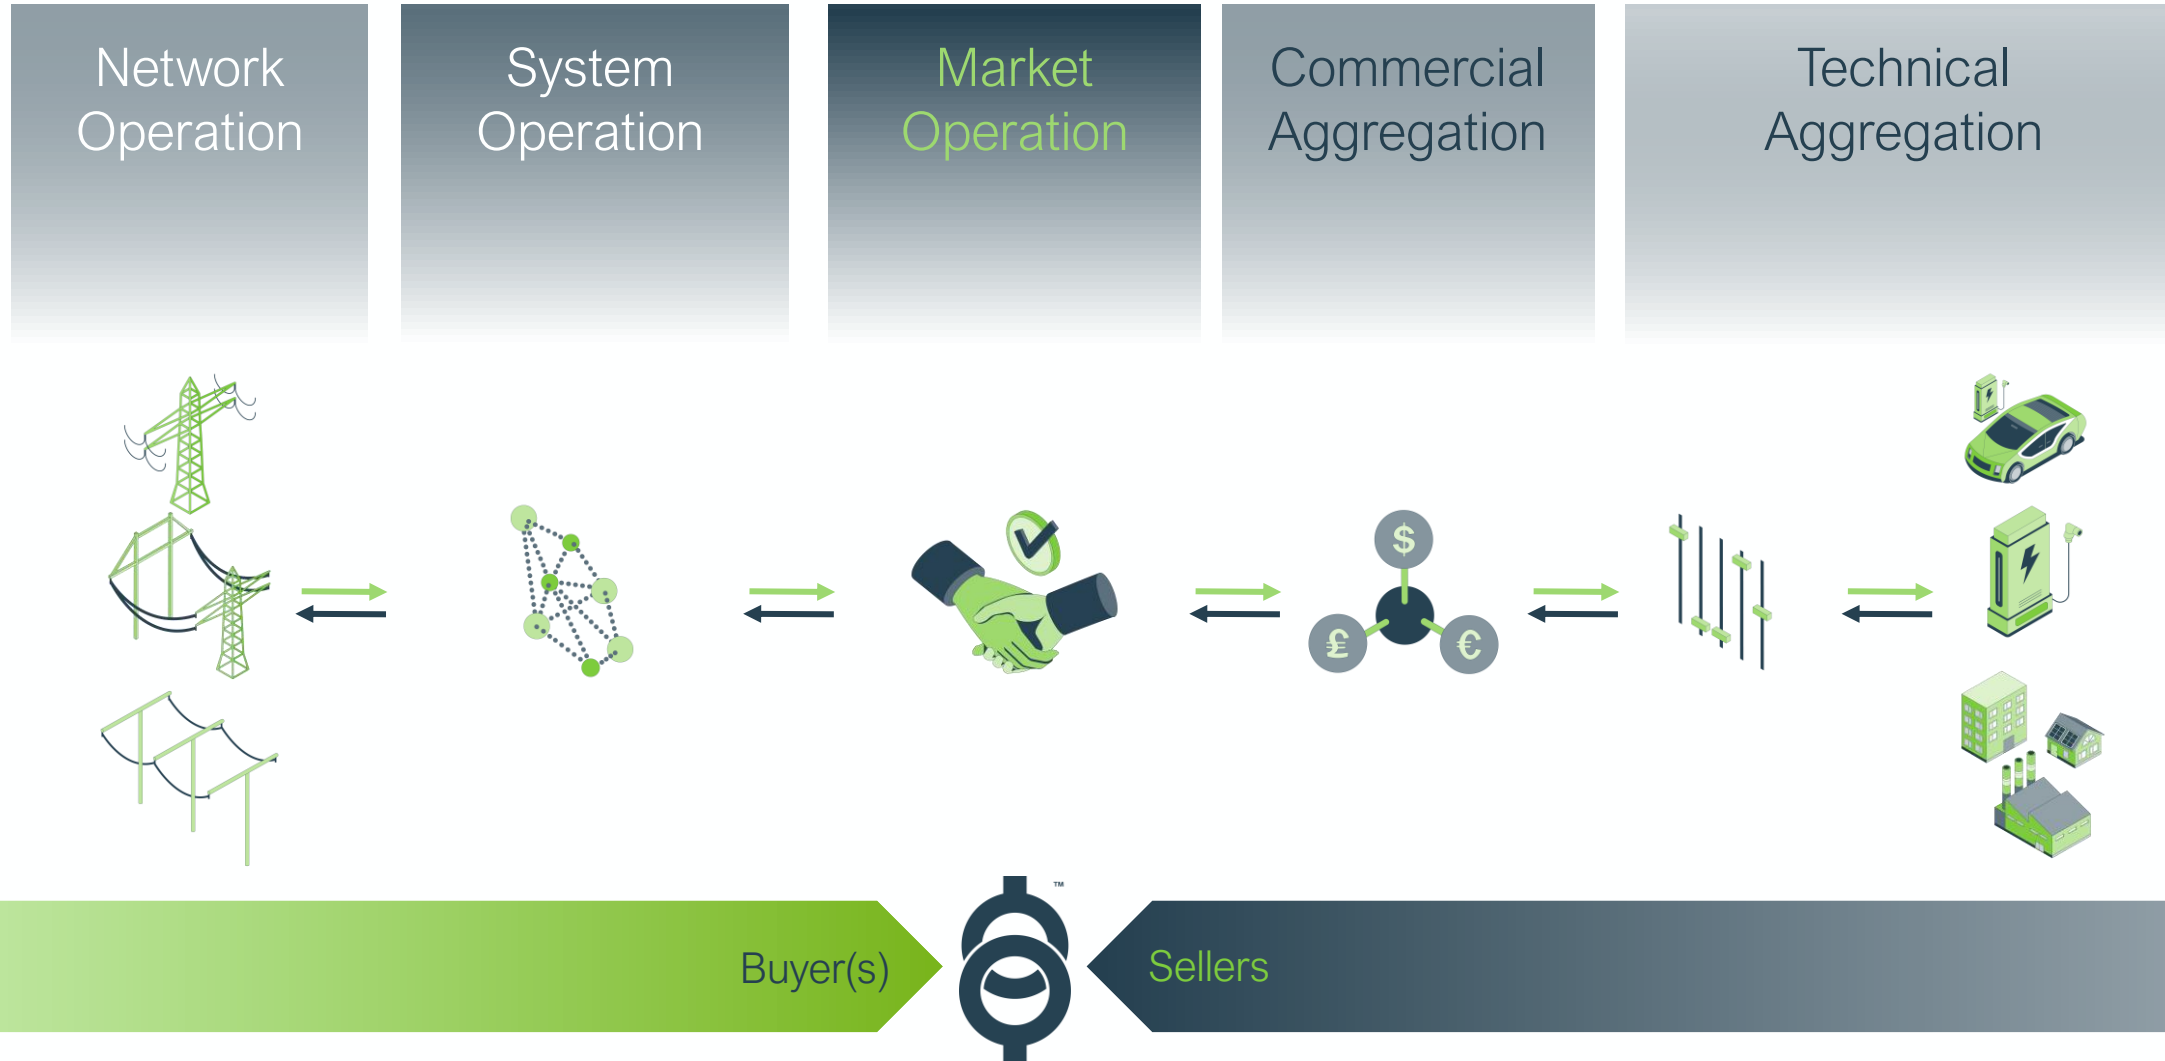 Network
Operation
System
Operation
Market
Operation
Commercial
Aggregation
Technical
Aggregation
$
£
€
Buyer(s)
™
Sellers